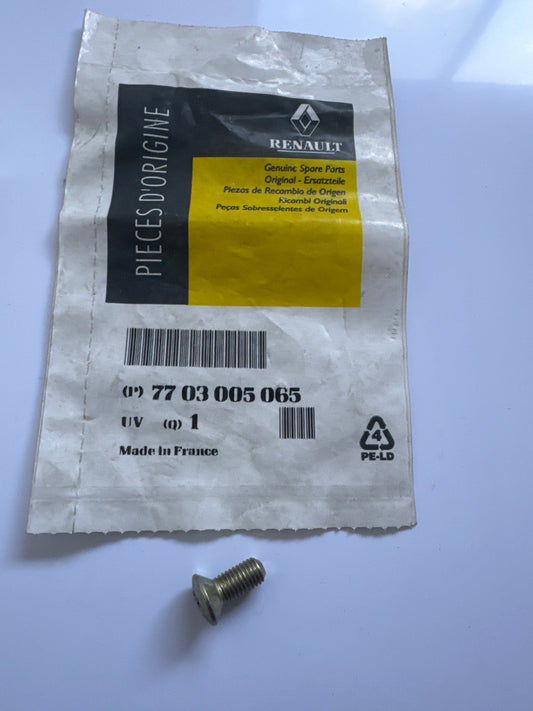 PIECES D'ORIGINE
RENAULT
Genuine Spare Parts
Original - Ersatzteile
Piezas de Recambio de Origen
Ricambi Originali
Peças Sobresselentes de Origem
(P) 77 03 005 065
UV (Q) 1
Made in France
4
PE-LD